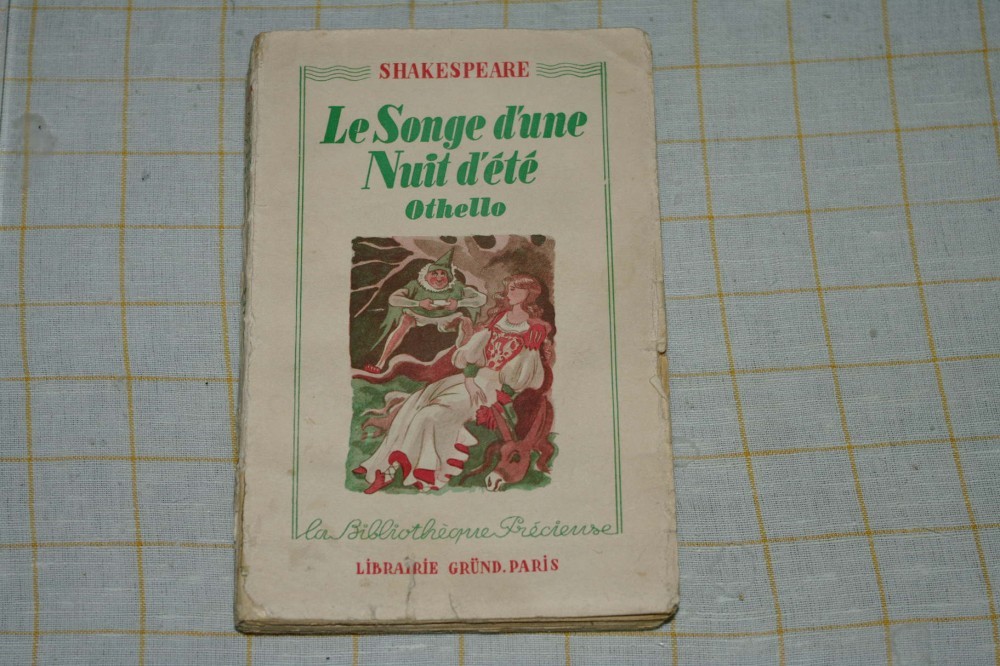 SHAKESPEARE
Le Songe d'une
Nuit d'été
Othello
la Bibliothèque Précieuse
LIBRAIRIE GRÜND. PARIS